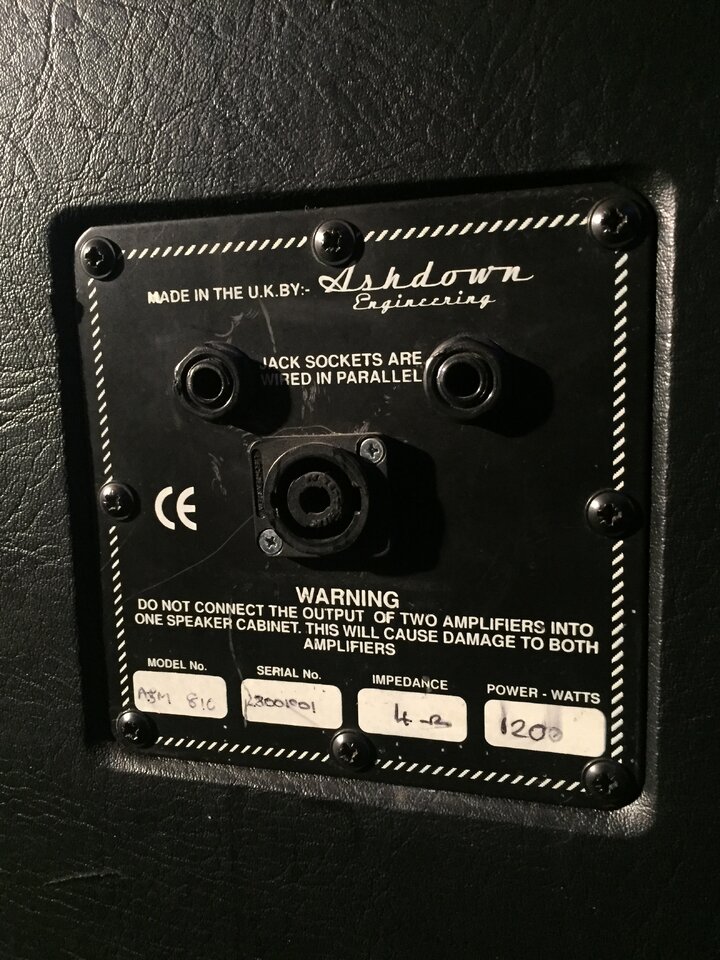 MADE IN THE U.K.BY:- Ashdown
Engineering
JACK SOCKETS ARE
WIRED IN PARALLEL
CE
WARNING
DO NOT CONNECT THE OUTPUT OF TWO AMPLIFIERS INTO
ONE SPEAKER CABINET. THIS WILL CAUSE DAMAGE TO BOTH
AMPLIFIERS
MODEL No. SERIAL No. IMPEDANCE POWER - WATTS
810 4 1200